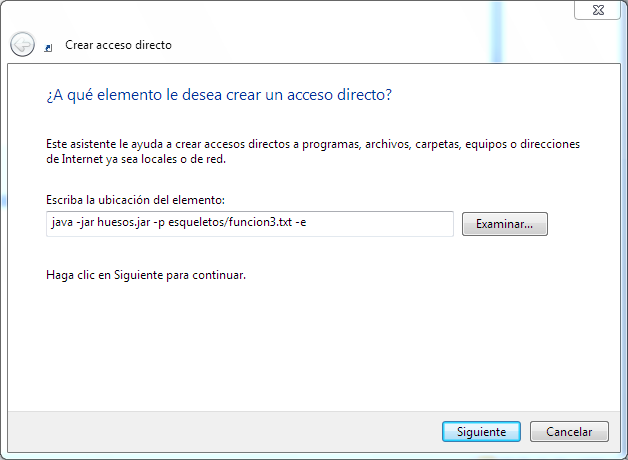 Crear acceso directo
¿A qué elemento le desea crear un acceso directo?
Este asistente le ayuda a crear accesos directos a programas, archivos, carpetas, equipos o direcciones
de Internet ya sea locales o de red.
Escriba la ubicación del elemento:
java -jar huesos.jar -p esqueletos/funcion3.txt -e
Examinar...
Haga clic en Siguiente para continuar.
Siguiente
Cancelar